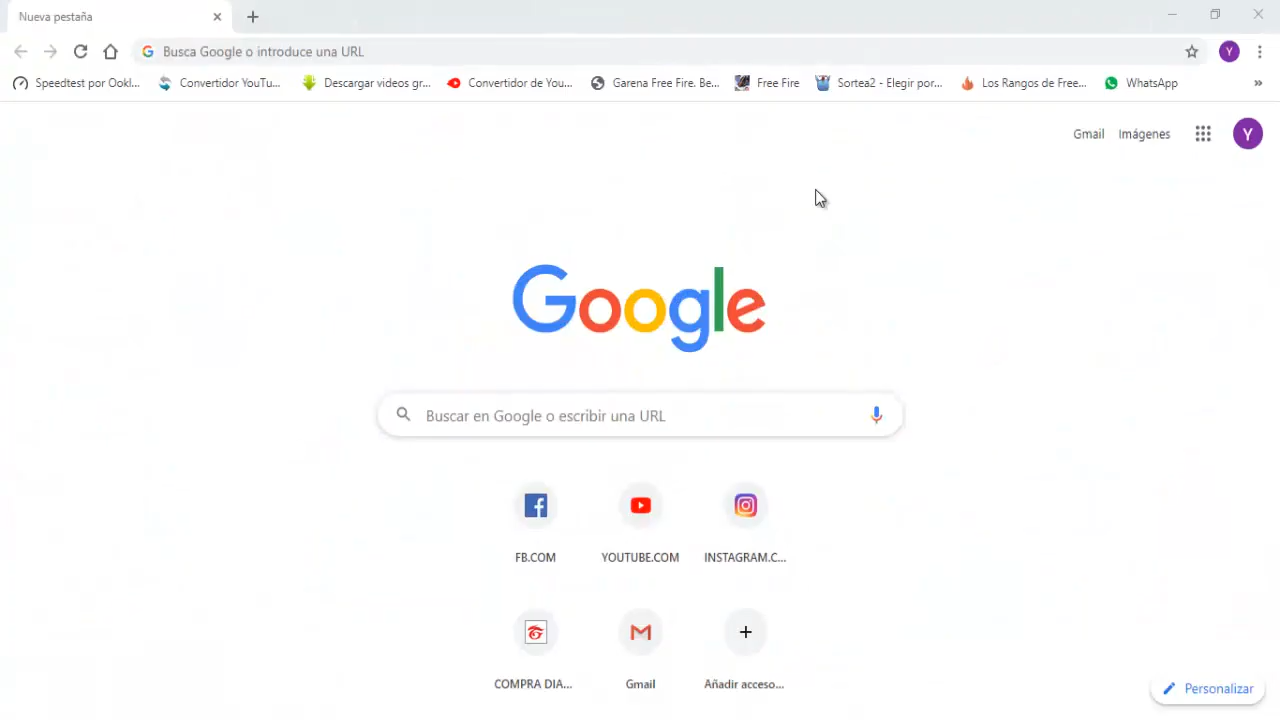 Nueva pestaña
Busca Google o introduce una URL
Speedtest por Ookl... Convertidor YouTu... Descargar videos gr... Convertidor de You... Garena Free Fire. Be... Free Fire Sortea2 - Elegir por... Los Rangos de Free... WhatsApp »
Y
Gmail Imágenes Y
Google
Buscar en Google o escribir una URL
FB.COM YOUTUBE.COM INSTAGRAM.C...
COMPRA DIA... Gmail Añadir acceso...
Personalizar